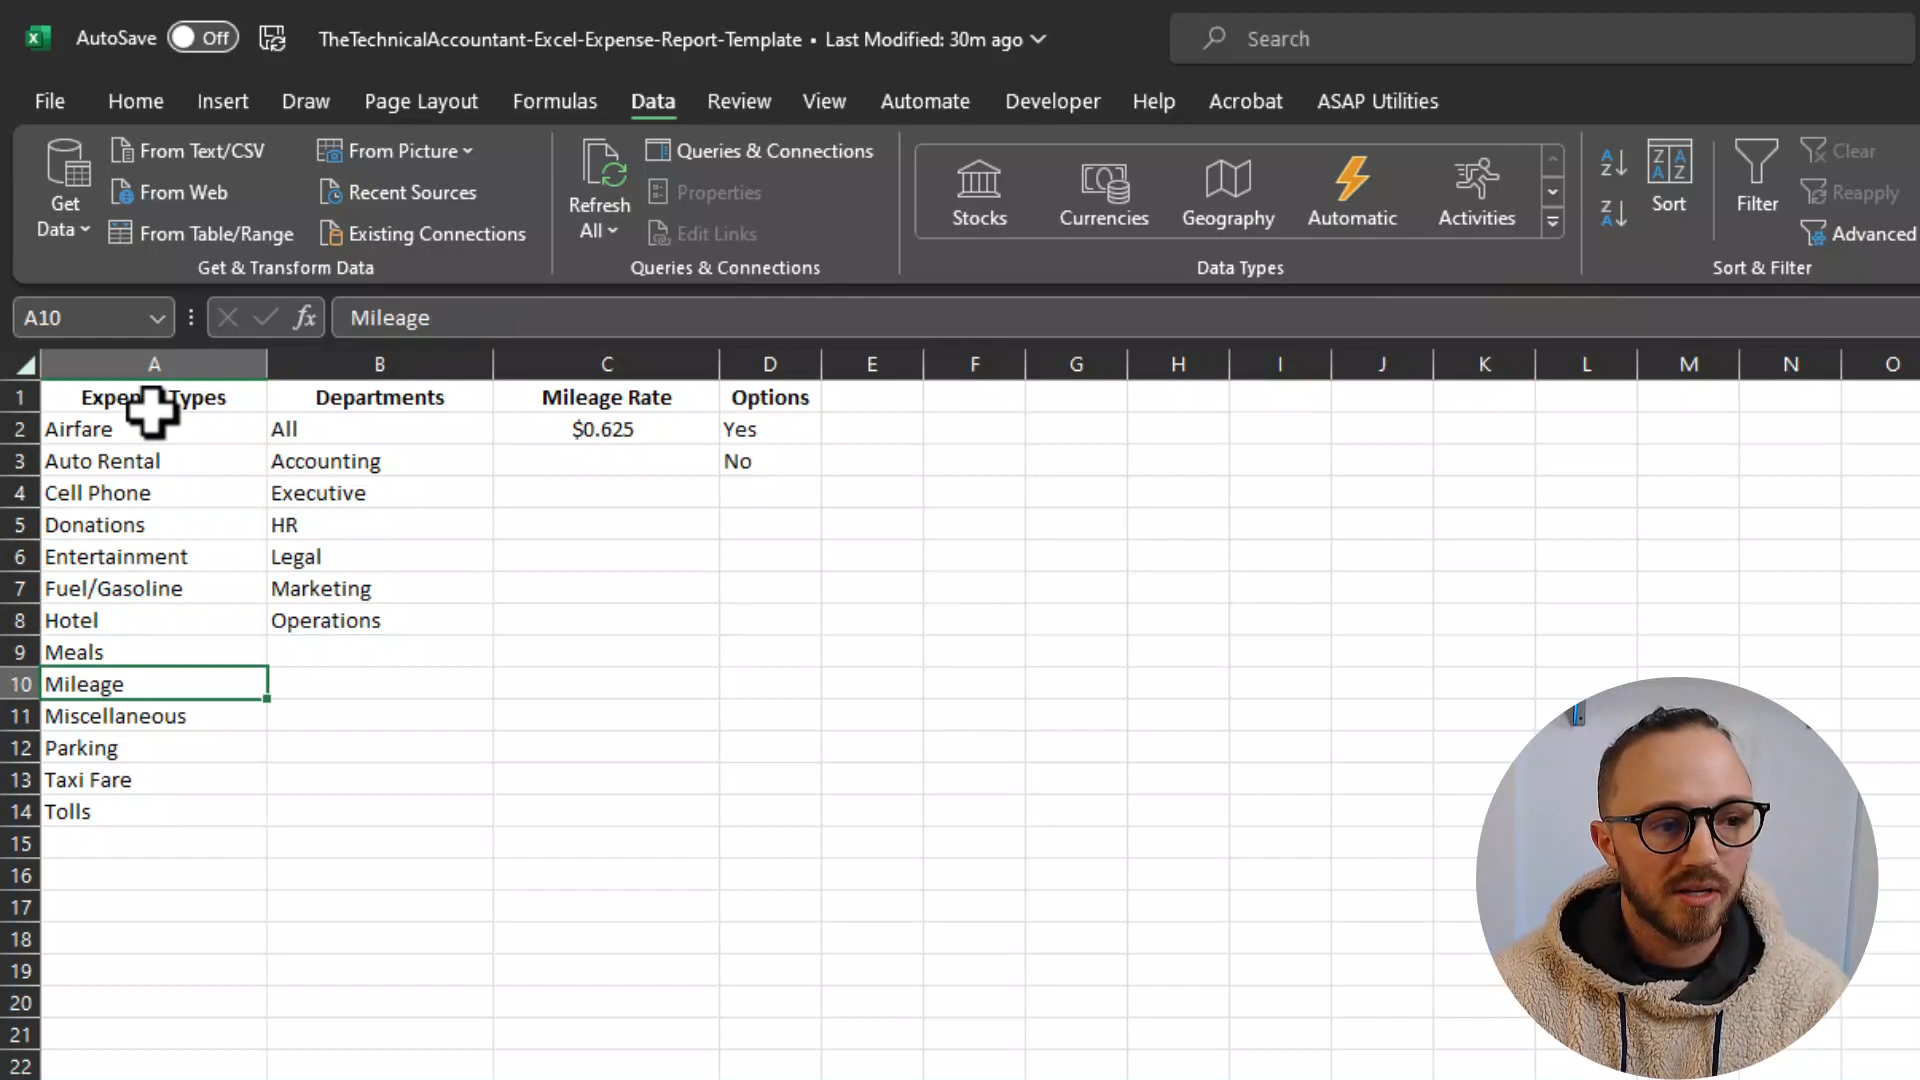 AutoSave Off TheTechnicalAccountant-Excel-Expense-Report-Template • Last Modified: 30m ago Search
File Home Insert Draw Page Layout Formulas Data Review View Automate Developer Help Acrobat ASAP Utilities
Get Data
From Text/CSV
From Web
From Table/Range
From Picture
Recent Sources
Existing Connections
Get & Transform Data
Refresh All
Queries & Connections
Properties
Edit Links
Queries & Connections
Stocks Currencies Geography Automatic Activities
Data Types
Sort
Filter
Clear
Reapply
Advanced
Sort & Filter
A10 fx Mileage
A B C D E F G H I J K L M N O
1 Types Departments Mileage Rate Options
2 Airfare All $0.625 Yes
3 Auto Rental Accounting No
4 Cell Phone Executive
5 Donations HR
6 Entertainment Legal
7 Fuel/Gasoline Marketing
8 Hotel Operations
9 Meals
10 Mileage
11 Miscellaneous
12 Parking
13 Taxi Fare
14 Tolls
15
16
17
18
19
20
21
22